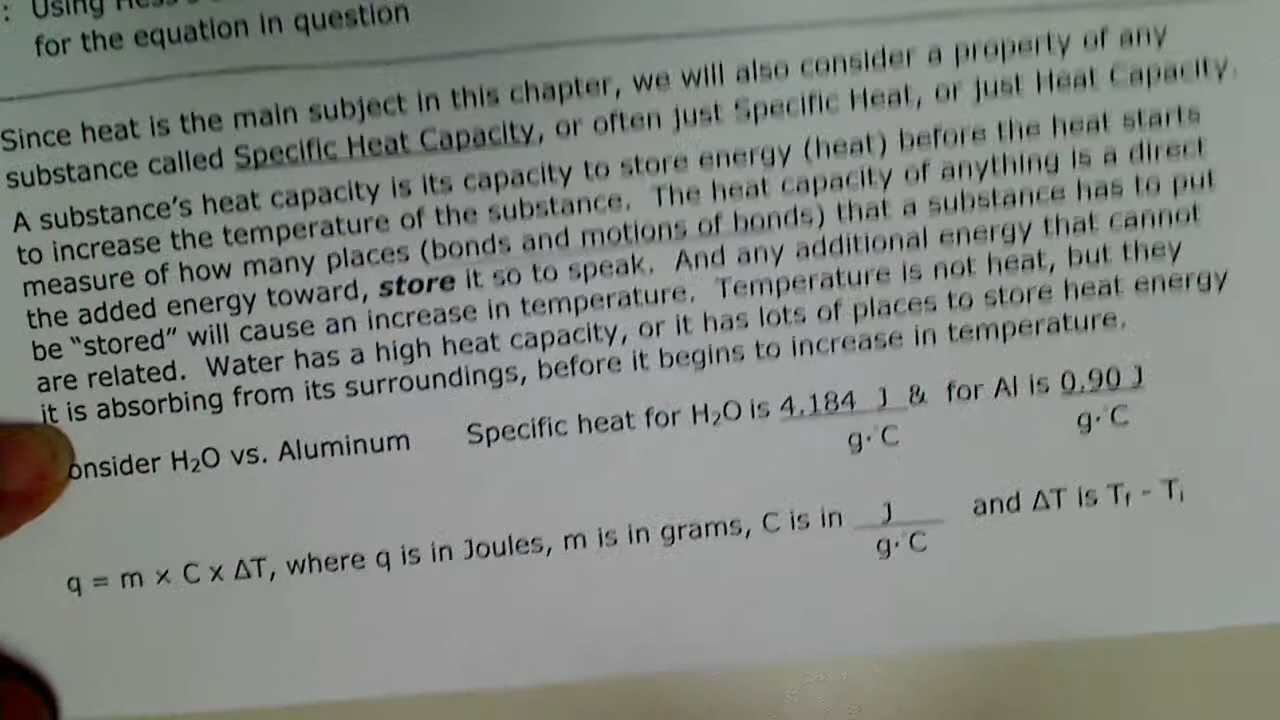 : Using
for the equation in question
Since heat is the main subject in this chapter, we will also consider a property of any
substance called Specific Heat Capacity, or often just Specific Heat, or just Heat Capacity.
A substance's heat capacity is its capacity to store energy (heat) before the heat starts
to increase the temperature of the substance. The heat capacity of anything is a direct
measure of how many places (bonds and motions of bonds) that a substance has to put
the added energy toward, store it so to speak. And any additional energy that cannot
be "stored" will cause an increase in temperature. Temperature is not heat, but they
are related. Water has a high heat capacity, or it has lots of places to store heat energy
it is absorbing from its surroundings, before it begins to increase in temperature.
onsider H₂O vs. Aluminum Specific heat for H₂O is 4.184 J & for Al is 0.90 J
g·°C g·°C
q = m × C x ΔT, where q is in Joules, m is in grams, C is in J and ΔT is Tf - Ti
g·°C